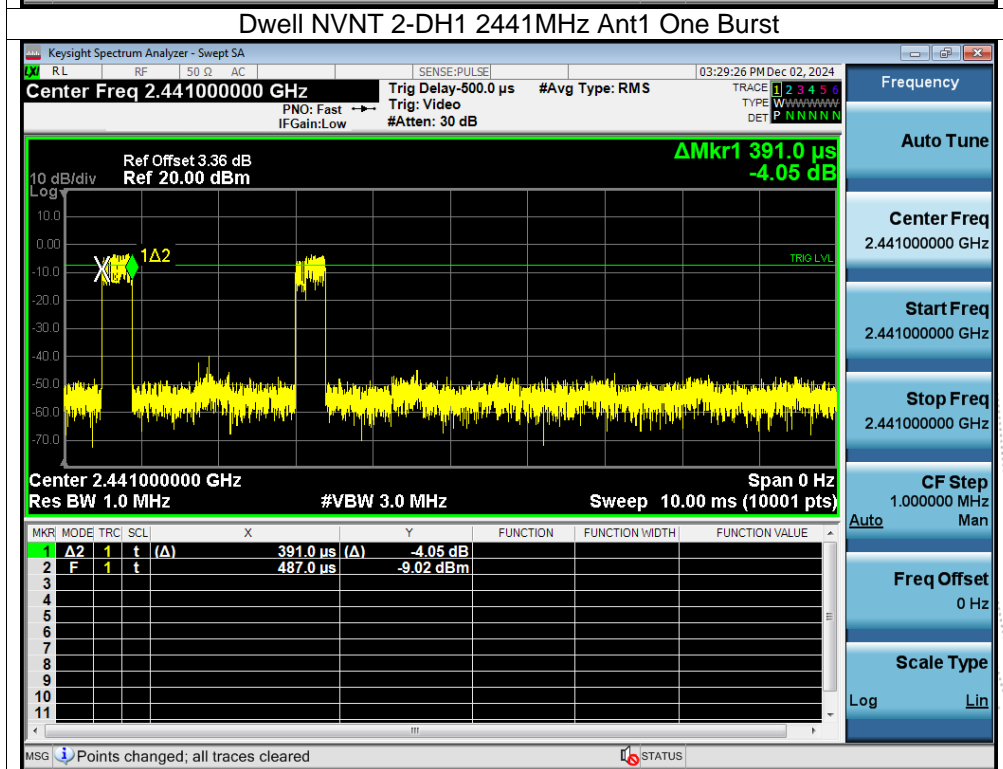 Dwell NVNT 2-DH1 2441MHz Ant1 One Burst
Keysight Spectrum Analyzer - Swept SA
LXI RL RF 50 Ω AC SENSE:PULSE 03:29:26 PM Dec 02, 2024
Center Freq 2.441000000 GHz
PNO: Fast
IFGain:Low
Trig Delay-500.0 µs
Trig: Video
#Atten: 30 dB
#Avg Type: RMS
TRACE 1 2 3 4 5 6
TYPE WWWWWW
DET P N N N N N
ΔMkr1 391.0 µs
-4.05 dB
Ref Offset 3.36 dB
10 dB/div Ref 20.00 dBm
Log
10.0
0.00
-10.0
-20.0
-30.0
-40.0
-50.0
-60.0
-70.0
1Δ2
TRIG LVL
Center 2.441000000 GHz Span 0 Hz
Res BW 1.0 MHz #VBW 3.0 MHz Sweep 10.00 ms (10001 pts)
MKR MODE TRC SCL X Y FUNCTION FUNCTION WIDTH FUNCTION VALUE
1 Δ2 1 t (Δ) 391.0 µs (Δ) -4.05 dB
2 F 1 t 487.0 µs -9.02 dBm
3
4
5
6
7
8
9
10
11
MSG Points changed; all traces cleared STATUS
Frequency
Auto Tune
Center Freq
2.441000000 GHz
Start Freq
2.441000000 GHz
Stop Freq
2.441000000 GHz
CF Step
1.000000 MHz
Auto Man
Freq Offset
0 Hz
Scale Type
Log Lin